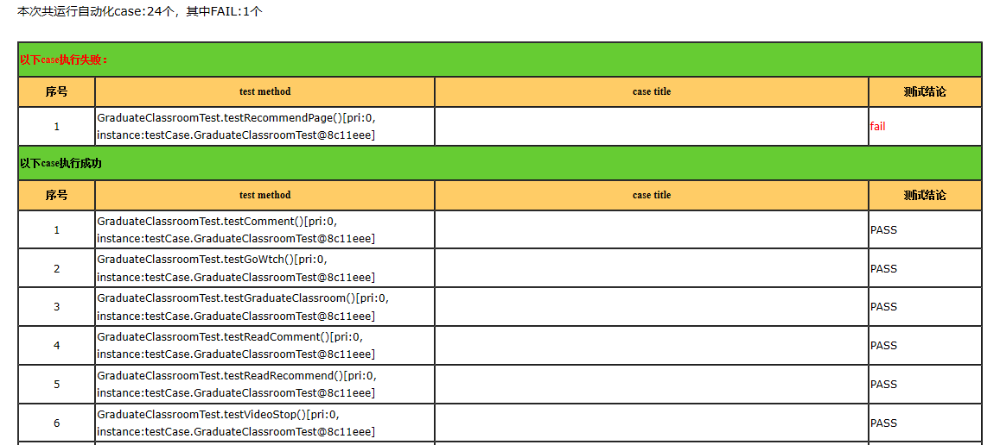 本次共运行自动化case:24个，其中FAIL:1个
以下case执行失败：
序号 test method case title 测试结论
1 GraduateClassroomTest.testRecommendPage()[pri:0, fail
instance:testCase.GraduateClassroomTest@8c11eee]
以下case执行成功
序号 test method case title 测试结论
1 GraduateClassroomTest.testComment()[pri:0, PASS
instance:testCase.GraduateClassroomTest@8c11eee]
2 GraduateClassroomTest.testGoWtch()[pri:0, PASS
instance:testCase.GraduateClassroomTest@8c11eee]
3 GraduateClassroomTest.testGraduateClassroom()[pri:0, PASS
instance:testCase.GraduateClassroomTest@8c11eee]
4 GraduateClassroomTest.testReadComment()[pri:0, PASS
instance:testCase.GraduateClassroomTest@8c11eee]
5 GraduateClassroomTest.testReadRecommend()[pri:0, PASS
instance:testCase.GraduateClassroomTest@8c11eee]
6 GraduateClassroomTest.testVideoStop()[pri:0, PASS
instance:testCase.GraduateClassroomTest@8c11eee]